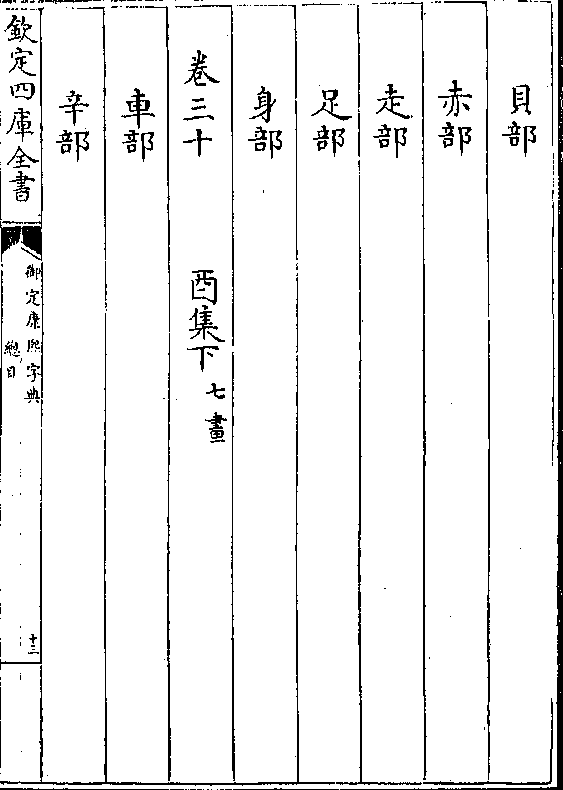 貝部
赤部
走部
足部
身部
卷三十 酉集下 七畫
車部
辛部
欽定四庫全書
御定康熙字典
總目
十三